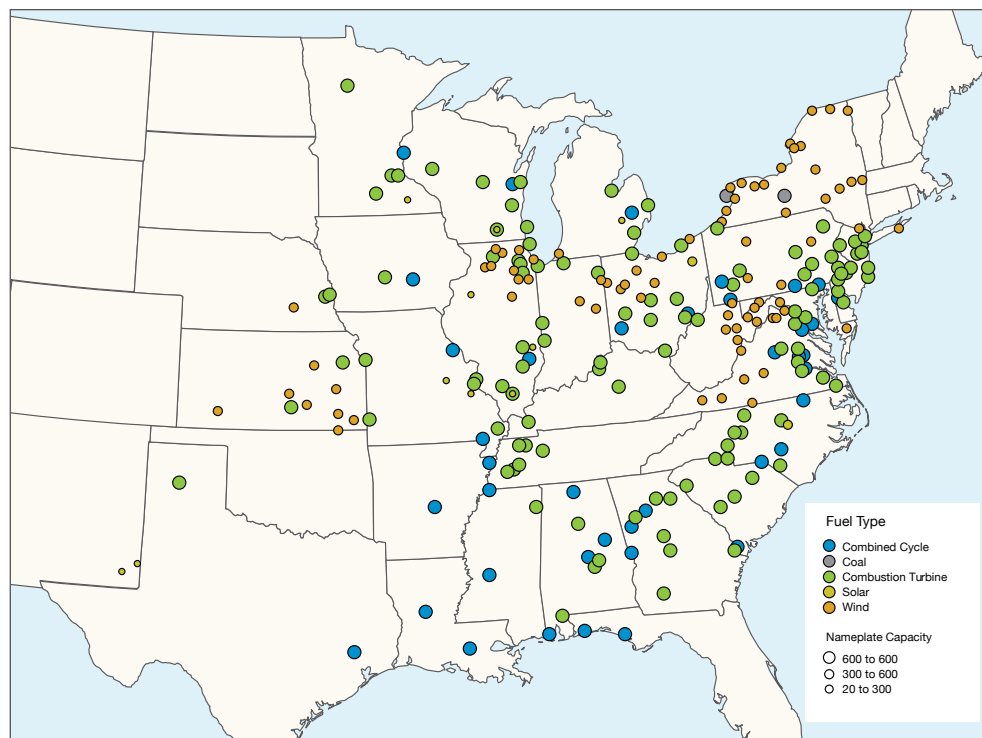 Fuel Type
Combined Cycle
Coal
Combustion Turbine
Solar
Wind
Nameplate Capacity
600 to 600
300 to 600
20 to 300